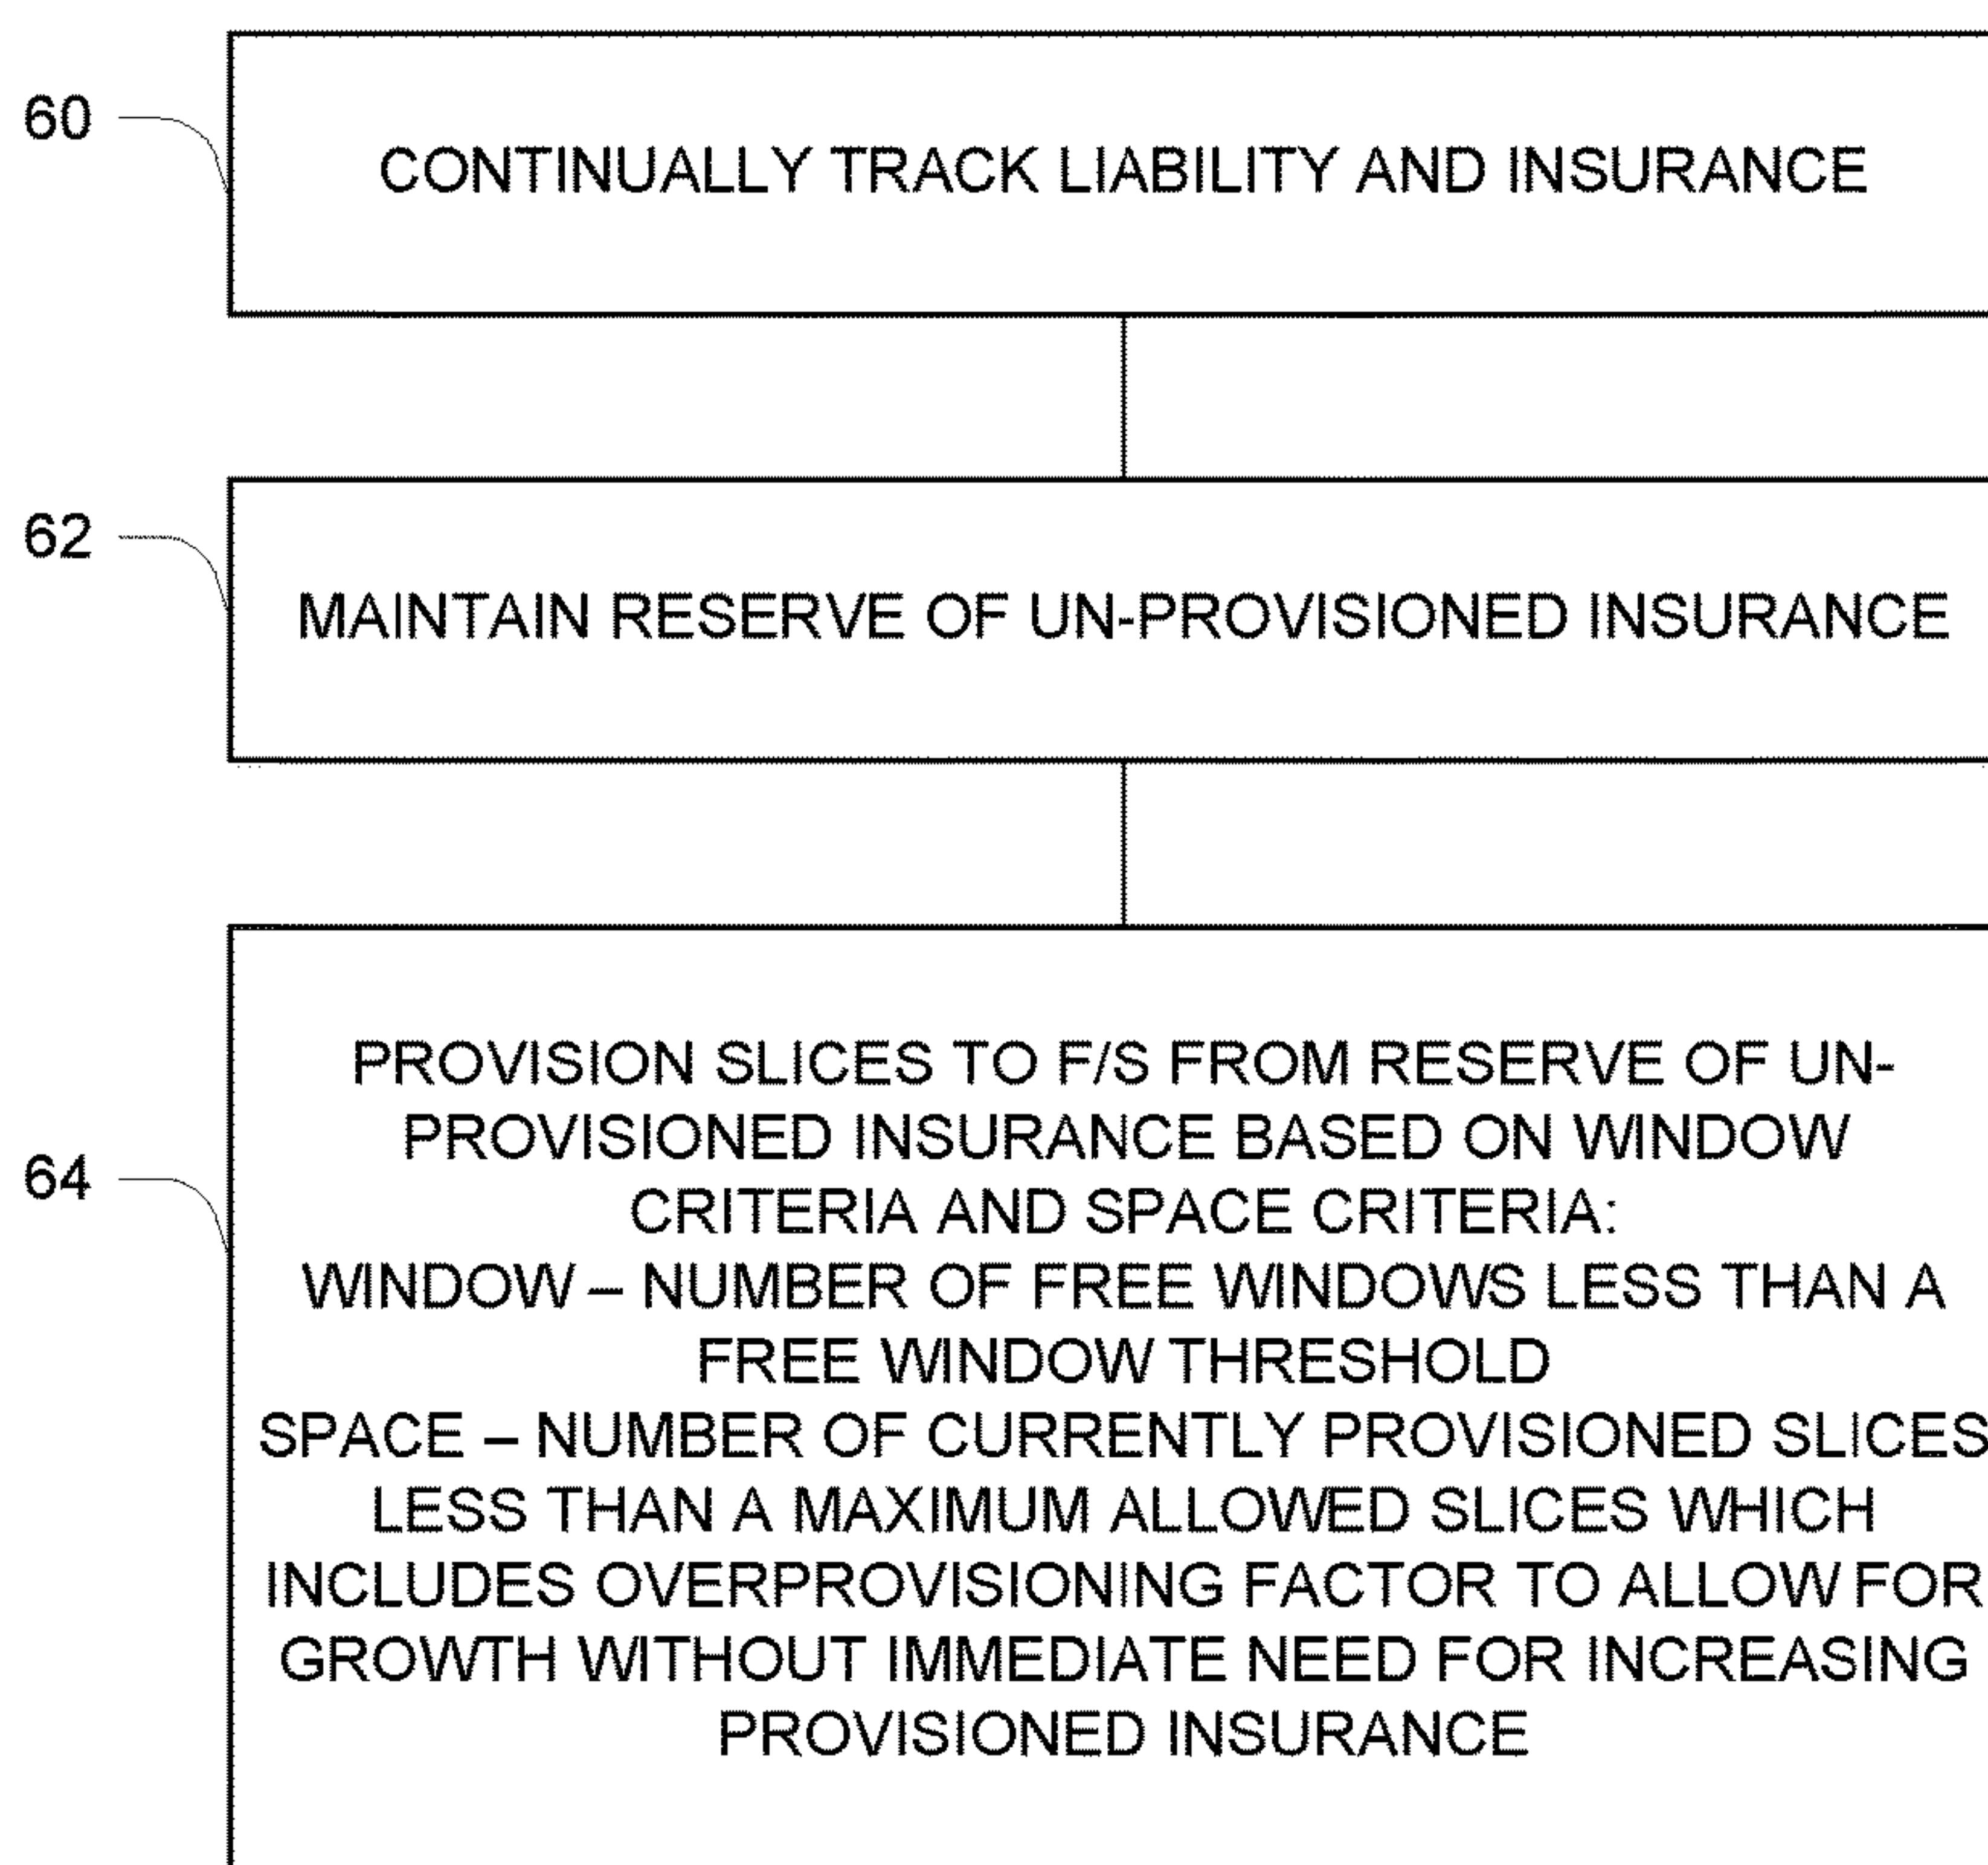 60
CONTINUALLY TRACK LIABILITY AND INSURANCE
62
MAINTAIN RESERVE OF UN-PROVISIONED INSURANCE
64
PROVISION SLICES TO F/S FROM RESERVE OF UN-
PROVISIONED INSURANCE BASED ON WINDOW
CRITERIA AND SPACE CRITERIA:
WINDOW – NUMBER OF FREE WINDOWS LESS THAN A
FREE WINDOW THRESHOLD
SPACE – NUMBER OF CURRENTLY PROVISIONED SLICES
LESS THAN A MAXIMUM ALLOWED SLICES WHICH
INCLUDES OVERPROVISIONING FACTOR TO ALLOW FOR
GROWTH WITHOUT IMMEDIATE NEED FOR INCREASING
PROVISIONED INSURANCE